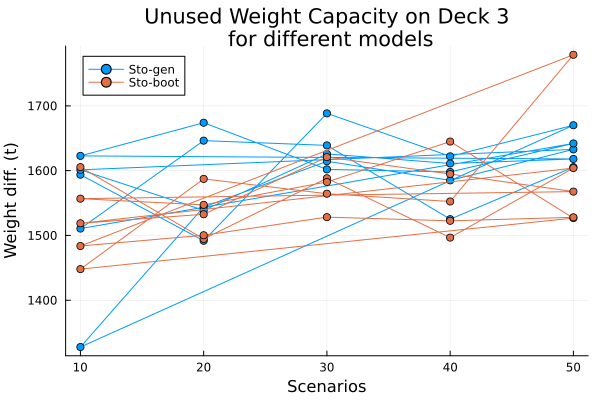 Unused Weight Capacity on Deck 3
for different models
Sto-gen
Sto-boot
Weight diff. (t)
1700
1600
1500
1400
10
20
30
40
50
Scenarios